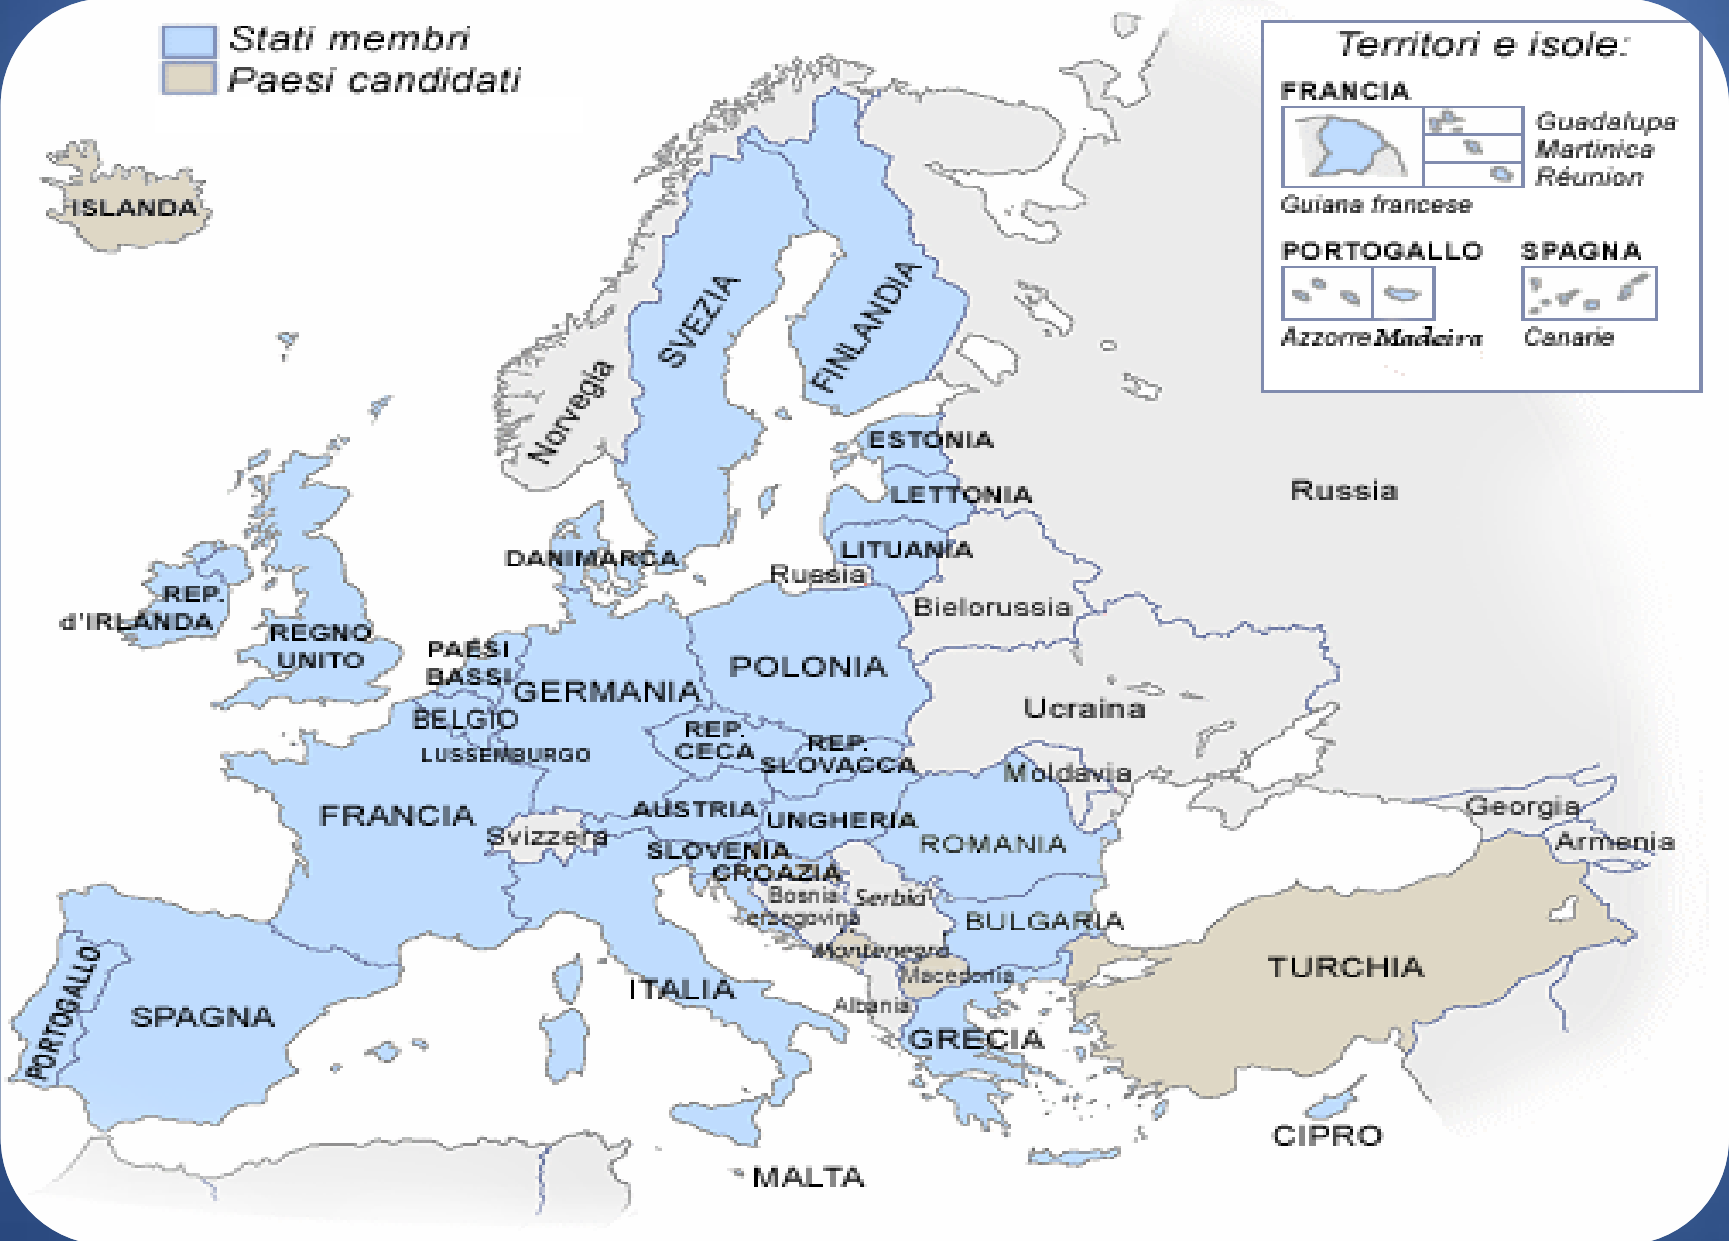 Stati membri
Paesi candidati
Territori e isole:
FRANCIA
Guadalupa
Martinica
Réunion
Guiana francese
PORTOGALLO
SPAGNA
Azzorre Madeira
Canarie
ISLANDA
SVEZIA
FINLANDIA
Norvegia
ESTONIA
Russia
LETTONIA
LITUANIA
DANIMARCA
Russia
REP.
d'IRLANDA
Bielorussia
REGNO
UNITO
PAESI
BASSI
POLONIA
GERMANIA
Ucraina
BELGIO
REP.
CECA
REP.
SLOVACCA
LUSSEMBURGO
Moldavia
FRANCIA
AUSTRIA
UNGHERIA
Georgia
Svizzera
ROMANIA
Armenia
SLOVENIA
CROAZIA
Bosnia
Serbia
BULGARIA
Montenegro
Macedonia
TURCHIA
PORTOGALLO
SPAGNA
ITALIA
Albania
GRECIA
CIPRO
MALTA